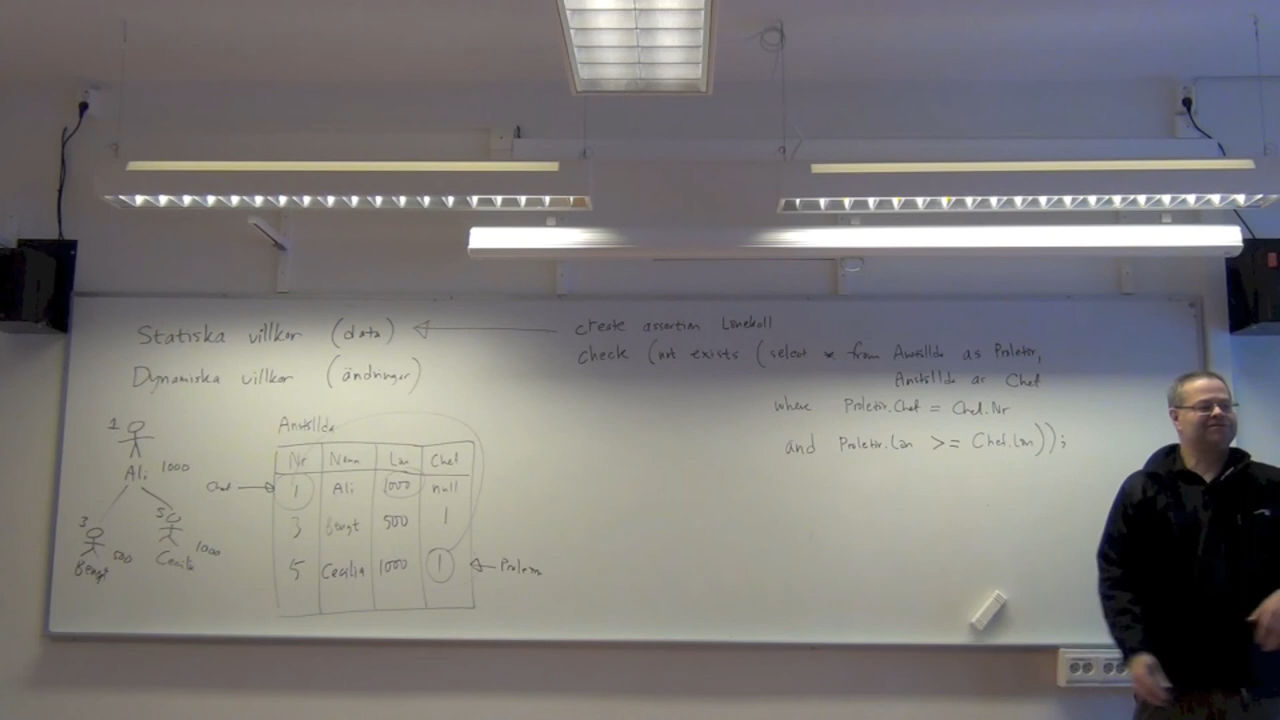 Statiska villkor (data)
Dynamiska villkor (ändringar)
create assertion Lönekoll
check (not exists (select * from Anställda as Proletär,
Anställda as Chef
where Proletär.Chef = Chef.Nr
and Proletär.Lön >= Chef.Lön));
1
Ali 1000
3
Bengt 500
5
Cecilia 1000
Anställda
Nr Namn Lön Chef
Chef
1 Ali 1000 null
3 Bengt 500 1
5 Cecilia 1000 1
Proletär